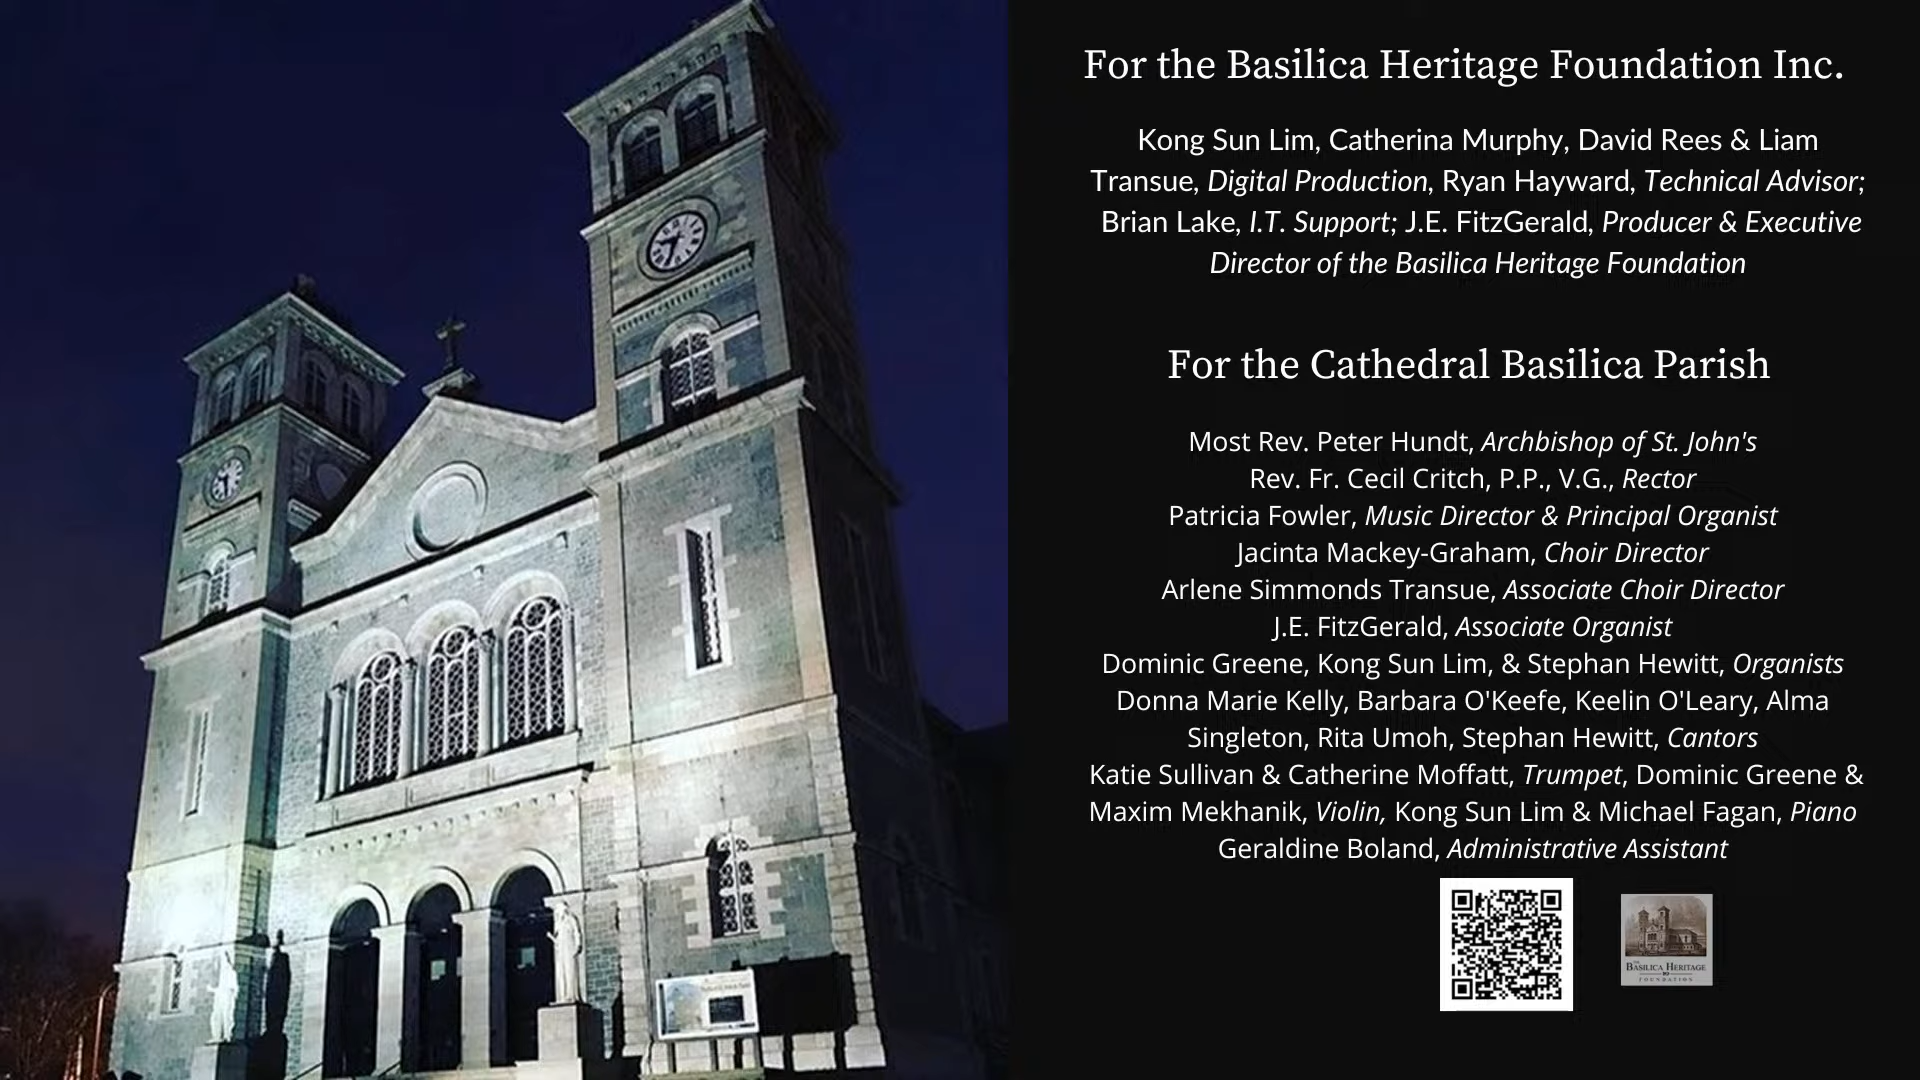 For the Basilica Heritage Foundation Inc.
Kong Sun Lim, Catherina Murphy, David Rees & Liam
Transue, Digital Production, Ryan Hayward, Technical Advisor;
Brian Lake, I.T. Support; J.E. FitzGerald, Producer & Executive
Director of the Basilica Heritage Foundation
For the Cathedral Basilica Parish
Most Rev. Peter Hundt, Archbishop of St. John's
Rev. Fr. Cecil Critch, P.P., V.G., Rector
Patricia Fowler, Music Director & Principal Organist
Jacinta Mackey-Graham, Choir Director
Arlene Simmonds Transue, Associate Choir Director
J.E. FitzGerald, Associate Organist
Dominic Greene, Kong Sun Lim, & Stephan Hewitt, Organists
Donna Marie Kelly, Barbara O'Keefe, Keelin O'Leary, Alma
Singleton, Rita Umoh, Stephan Hewitt, Cantors
Katie Sullivan & Catherine Moffatt, Trumpet, Dominic Greene &
Maxim Mekhanik, Violin, Kong Sun Lim & Michael Fagan, Piano
Geraldine Boland, Administrative Assistant
THE
BASILICA HERITAGE
FOUNDATION